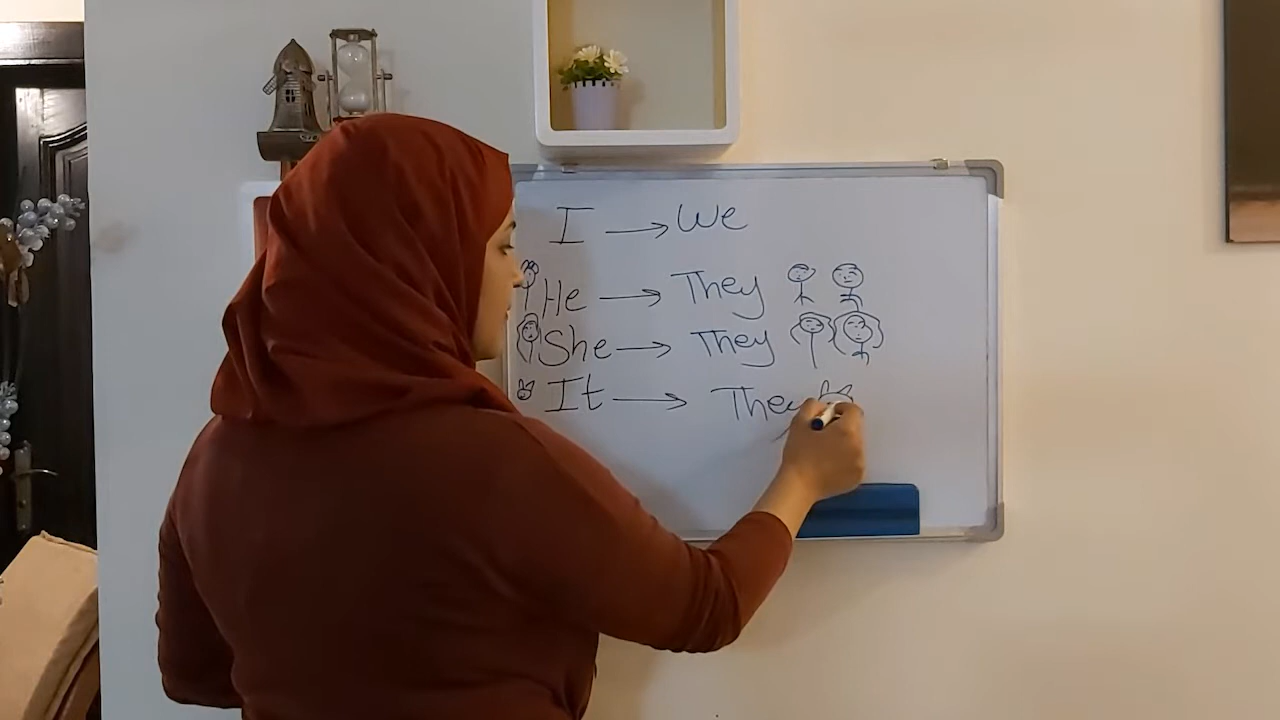 I → We
He → They
She → They
It → They